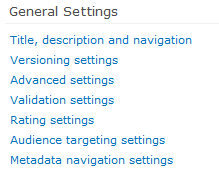 General Settings
Title, description and navigation
Versioning settings
Advanced settings
Validation settings
Rating settings
Audience targeting settings
Metadata navigation settings